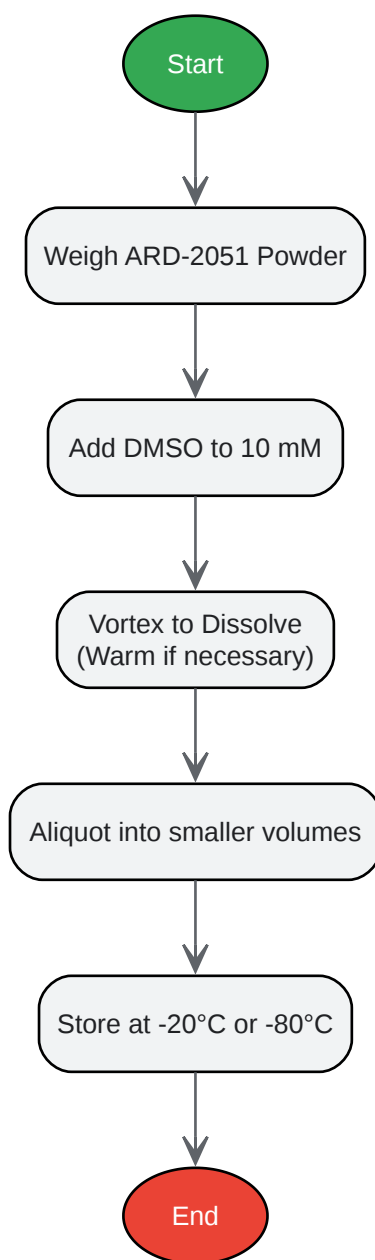 Start
Weigh ARD-2051 Powder
Add DMSO to 10 mM
Vortex to Dissolve
(Warm if necessary)
Aliquot into smaller volumes
Store at -20°C or -80°C
End